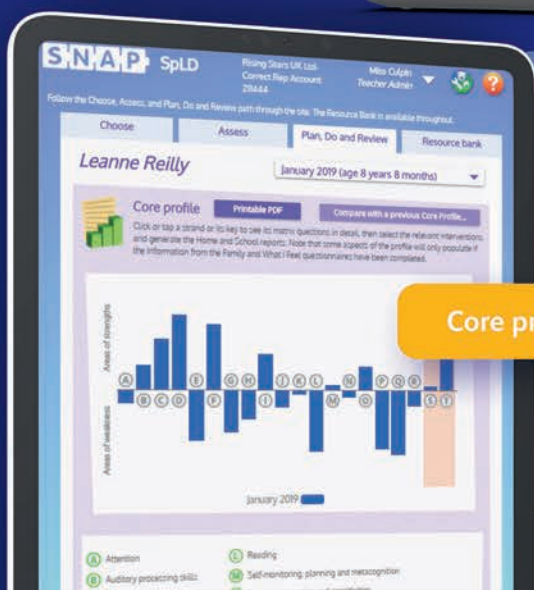 S·N·A·P SpLD
Rising Stars UK Ltd.
Correct Rep Account
28444
Miss Culpin
Teacher Admin
?
Follow the Choose, Assess, and Plan, Do and Review path through the site. The Resource Bank is available throughout.
Choose
Assess
Plan, Do and Review
Resource bank
Leanne Reilly
January 2019 (age 8 years 8 months)
Core profile
Printable PDF
Compare with a previous Core Profile...
Click or tap a strand or its key to see its matrix questions in detail, then select the relevant interventions
and generate the Home and School reports. Note that some aspects of the profile will only populate if
the information from the Family and What I Feel questionnaires have been completed.
Core pr
Areas of strengths
Areas of weakness
A B C D E F G H I J K L M N O P Q R S T
January 2019
A Attention
L Reading
B Auditory processing skills
M Self-monitoring, planning and metacognition